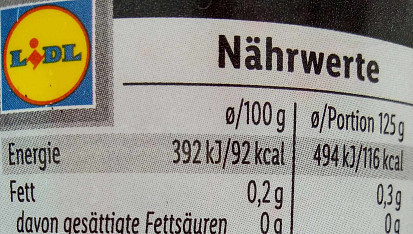 LIDL
Nährwerte
ø/100 g ø/Portion 125 g
Energie 392 kJ/92 kcal 494 kJ/116 kcal
Fett 0,2 g 0,3 g
davon gesättigte Fettsäuren 0 g 0 g